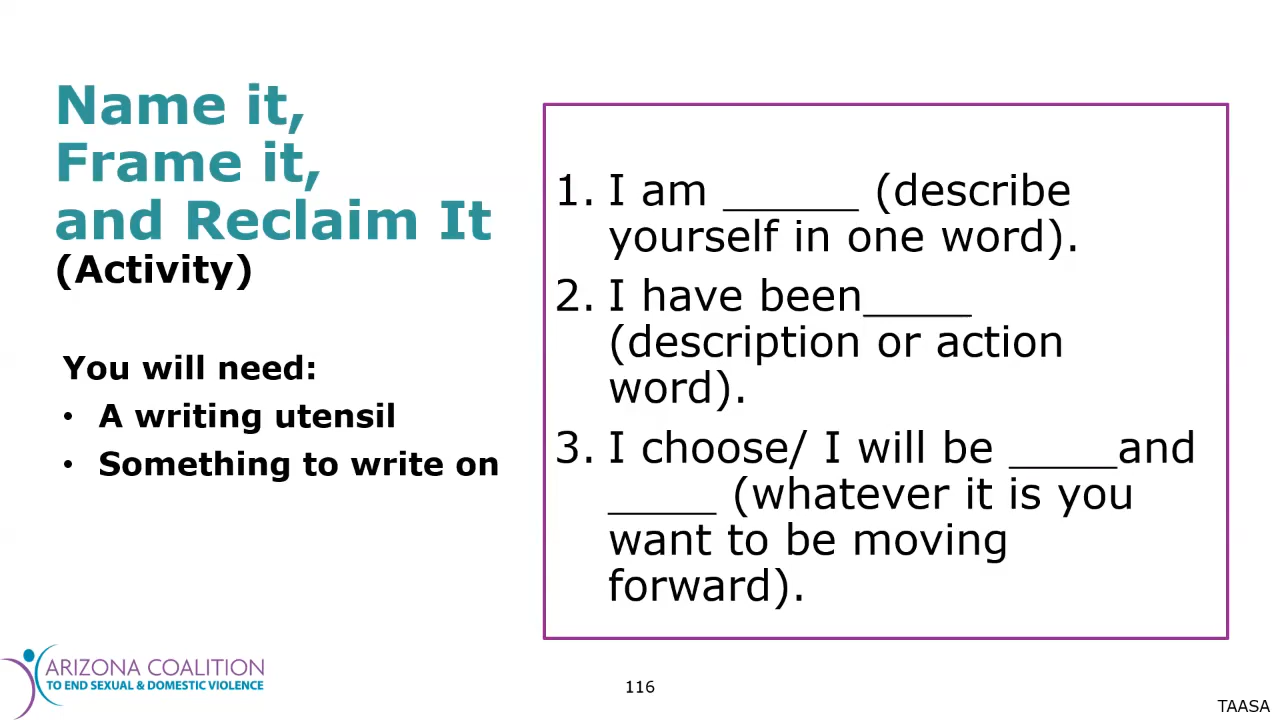 Name it,
Frame it,
and Reclaim It
(Activity)
You will need:
• A writing utensil
• Something to write on
1. I am _____ (describe
yourself in one word).
2. I have been____
(description or action
word).
3. I choose/ I will be ____and
____ (whatever it is you
want to be moving
forward).
ARIZONA COALITION
TO END SEXUAL & DOMESTIC VIOLENCE
116
TAASA